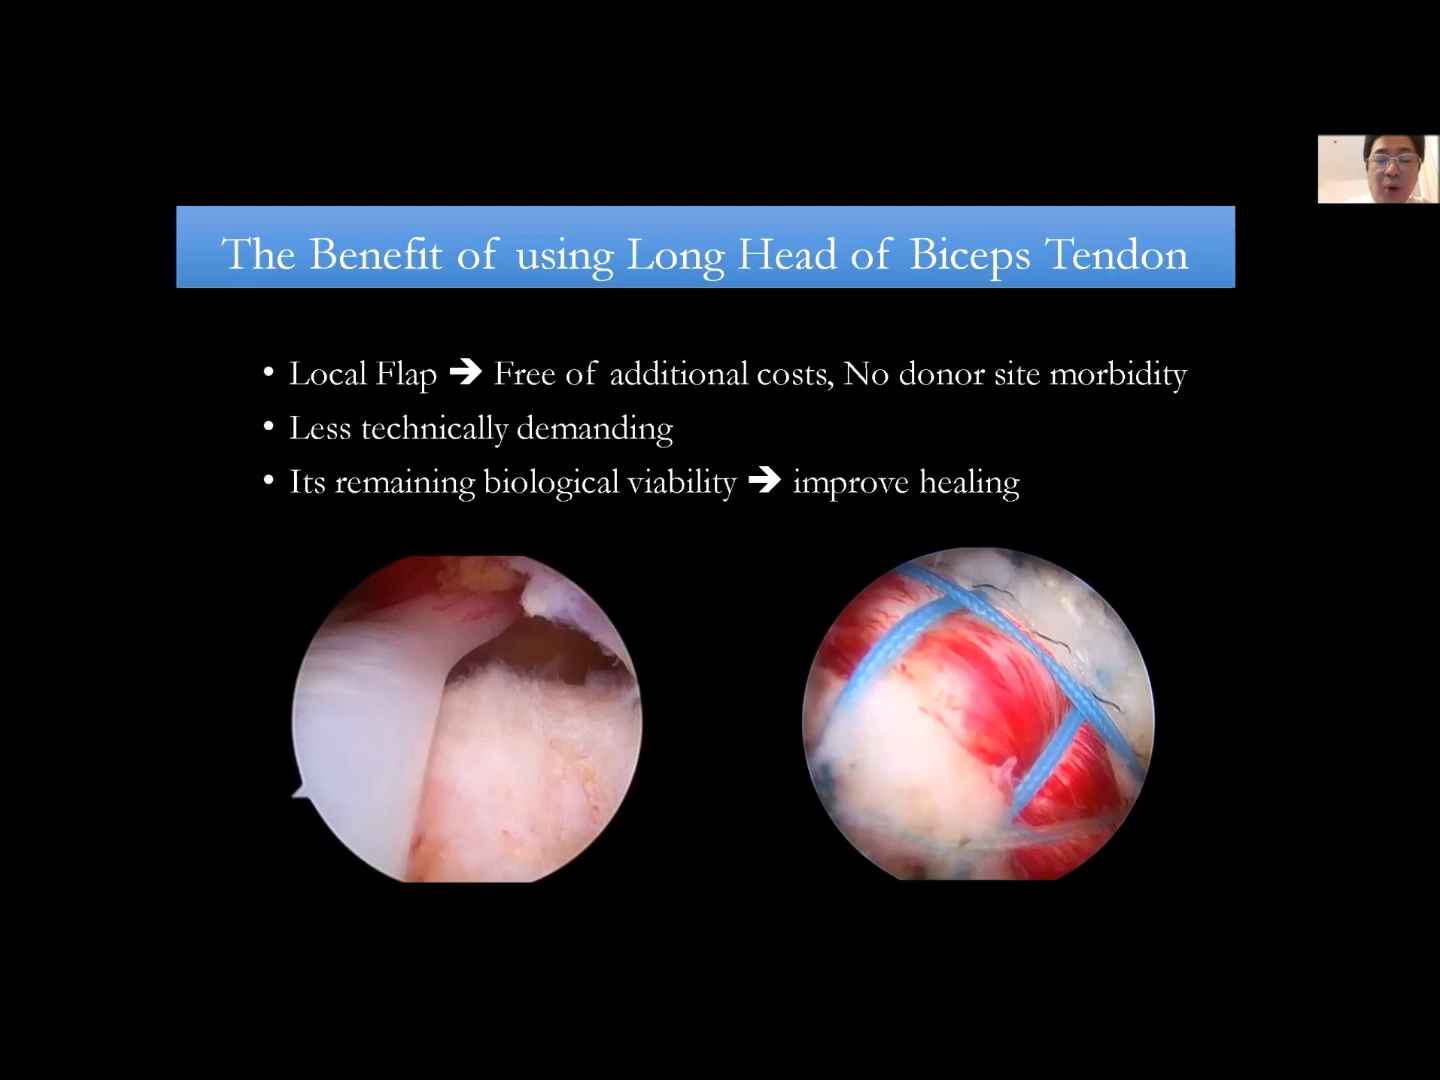 The Benefit of using Long Head of Biceps Tendon
• Local Flap ➔ Free of additional costs, No donor site morbidity
• Less technically demanding
• Its remaining biological viability ➔ improve healing